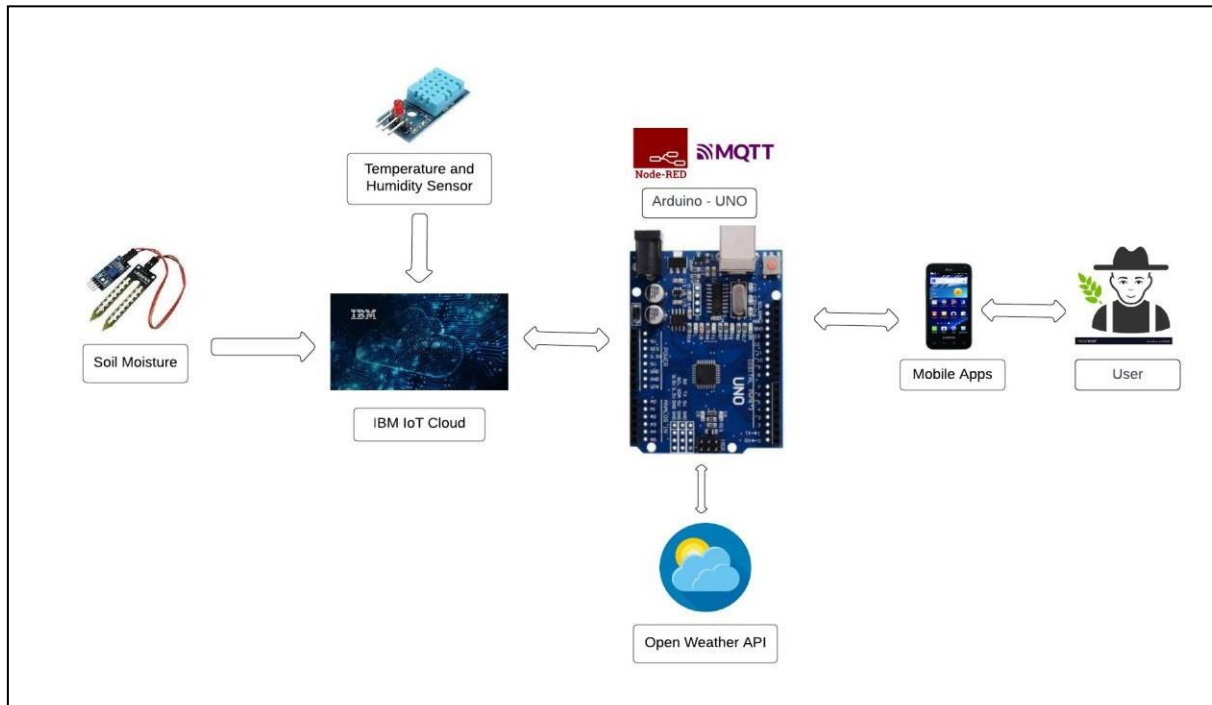 Temperature and
Humidity Sensor
Node-RED
MQTT
Arduino - UNO
IBM
Soil Moisture
IBM IoT Cloud
UNO
Mobile Apps
User
Open Weather API